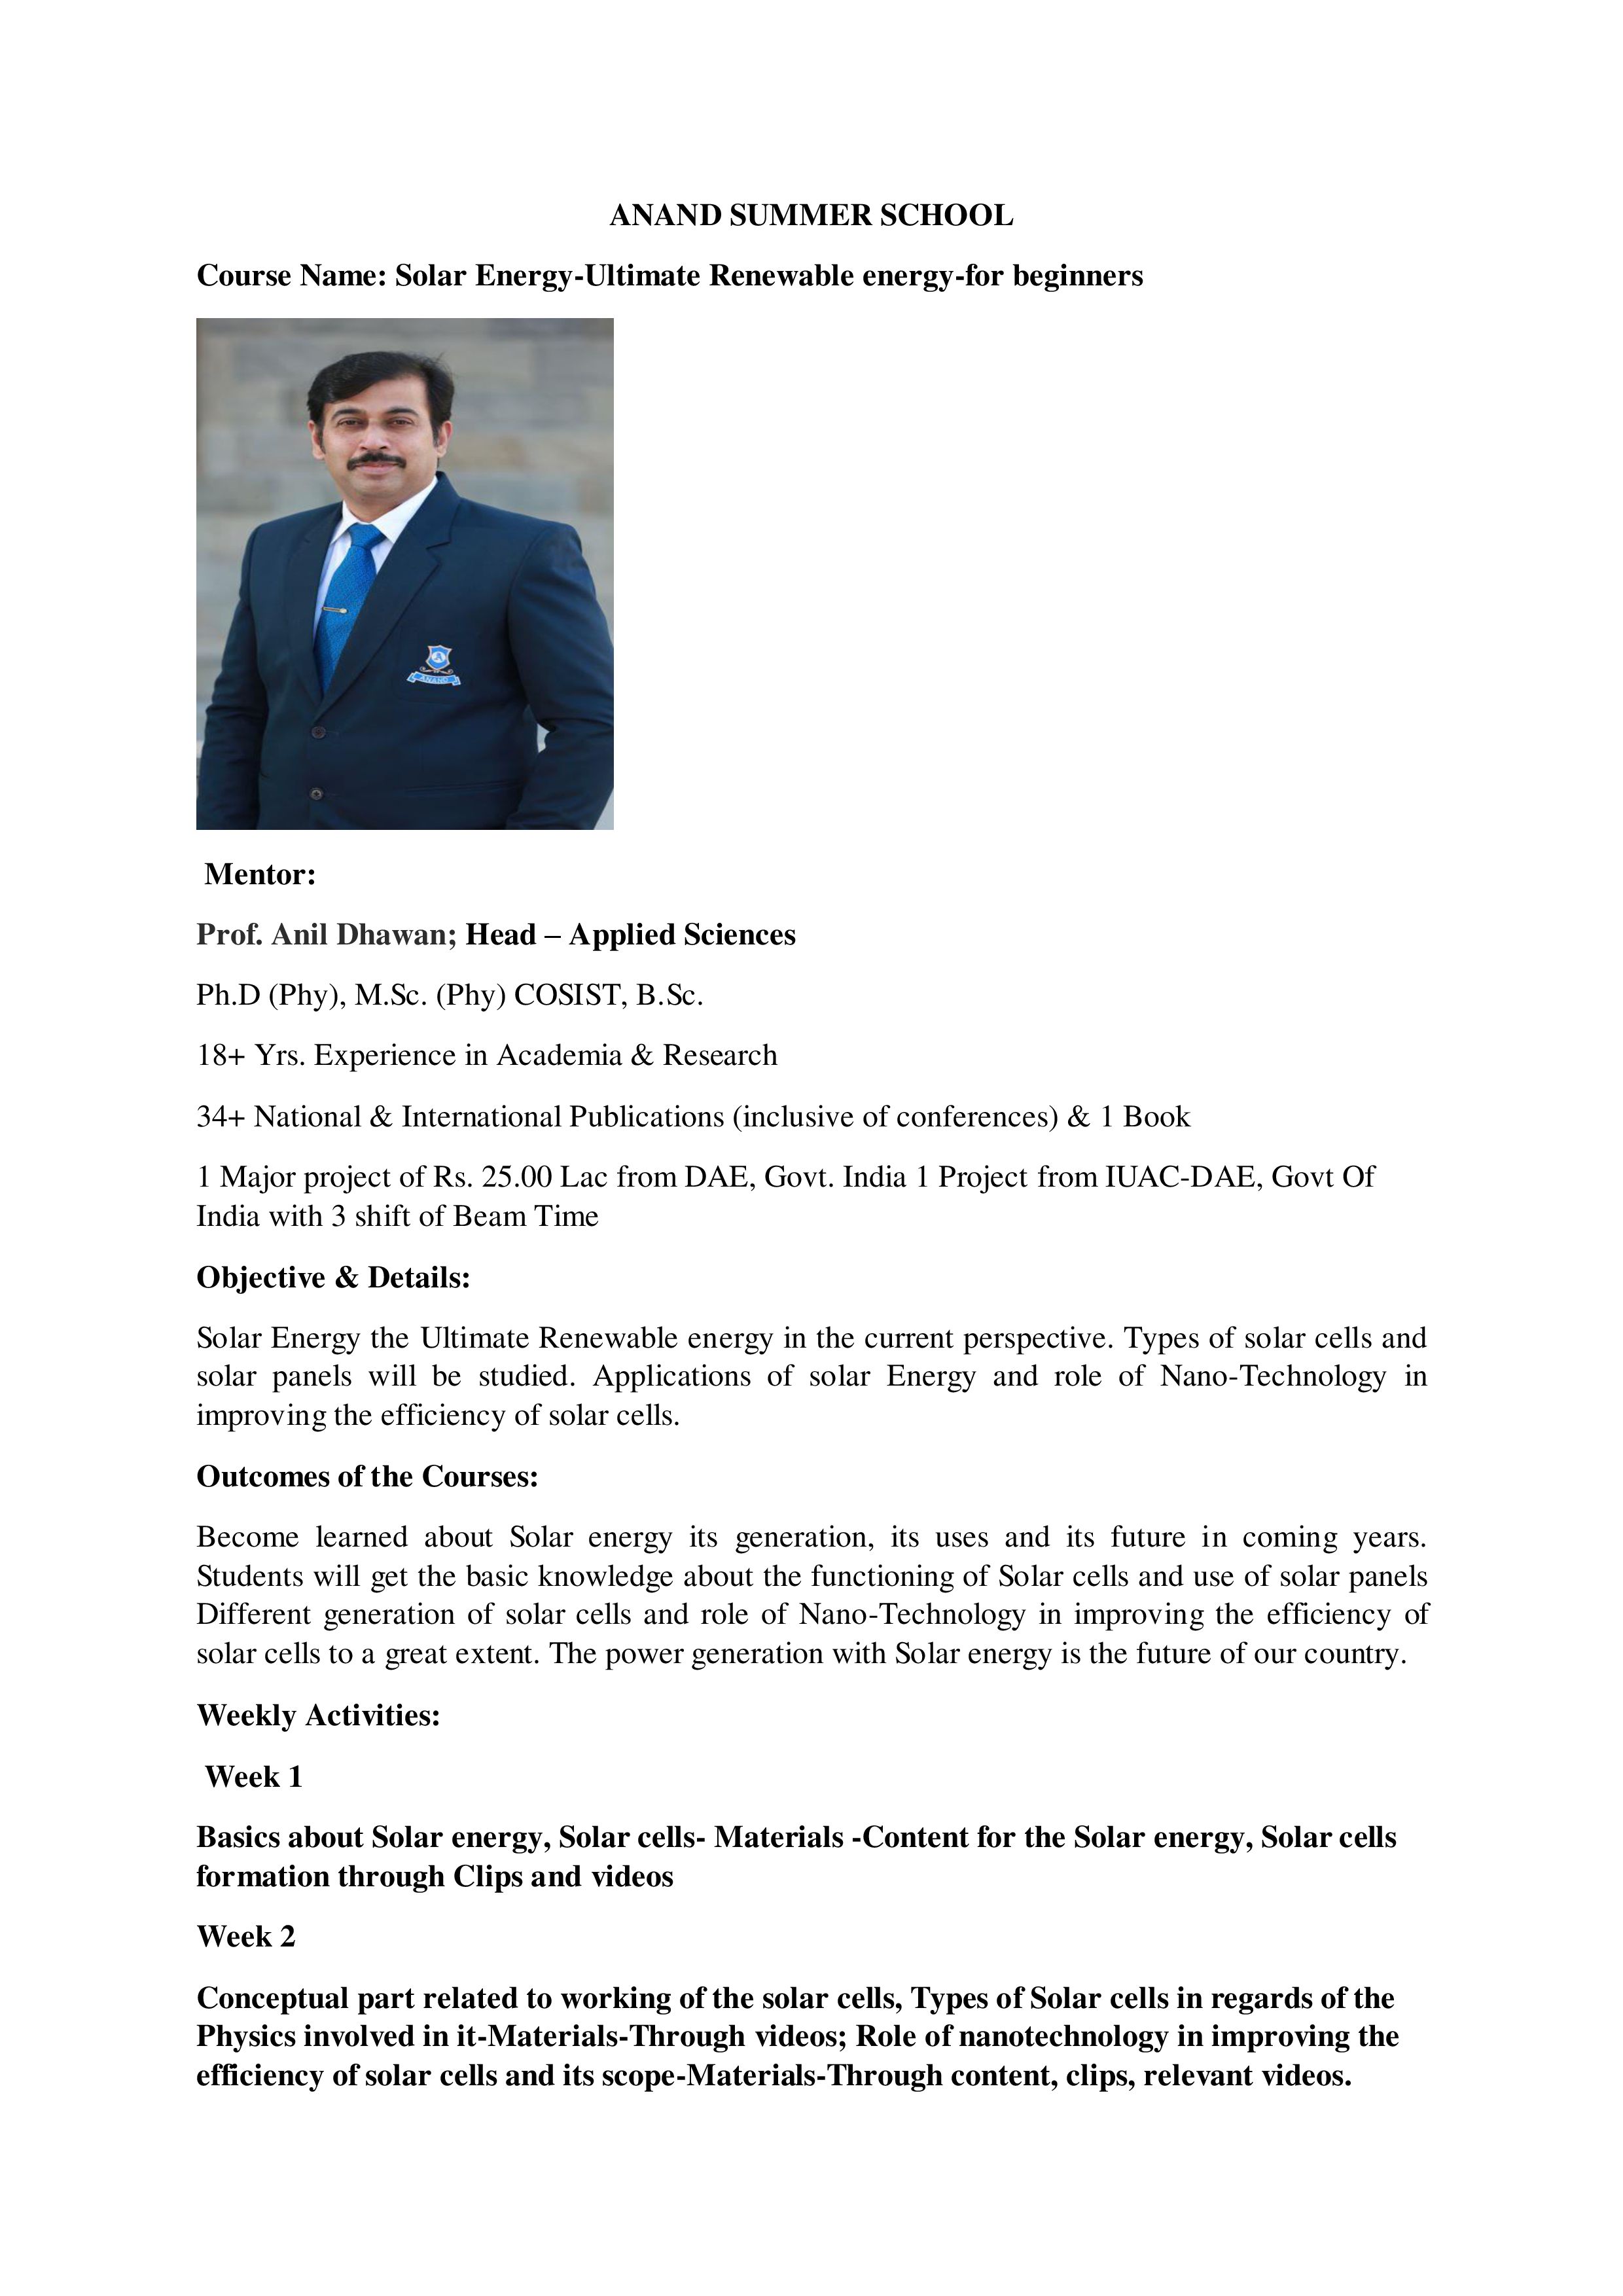 ANAND SUMMER SCHOOL
Course Name: Solar Energy-Ultimate Renewable energy-for beginners
A
ANAND
Mentor:
Prof. Anil Dhawan; Head – Applied Sciences
Ph.D (Phy), M.Sc. (Phy) COSIST, B.Sc.
18+ Yrs. Experience in Academia & Research
34+ National & International Publications (inclusive of conferences) & 1 Book
1 Major project of Rs. 25.00 Lac from DAE, Govt. India 1 Project from IUAC-DAE, Govt Of
India with 3 shift of Beam Time
Objective & Details:
Solar Energy the Ultimate Renewable energy in the current perspective. Types of solar cells and
solar panels will be studied. Applications of solar Energy and role of Nano-Technology in
improving the efficiency of solar cells.
Outcomes of the Courses:
Become learned about Solar energy its generation, its uses and its future in coming years.
Students will get the basic knowledge about the functioning of Solar cells and use of solar panels
Different generation of solar cells and role of Nano-Technology in improving the efficiency of
solar cells to a great extent. The power generation with Solar energy is the future of our country.
Weekly Activities:
Week 1
Basics about Solar energy, Solar cells- Materials -Content for the Solar energy, Solar cells
formation through Clips and videos
Week 2
Conceptual part related to working of the solar cells, Types of Solar cells in regards of the
Physics involved in it-Materials-Through videos; Role of nanotechnology in improving the
efficiency of solar cells and its scope-Materials-Through content, clips, relevant videos.